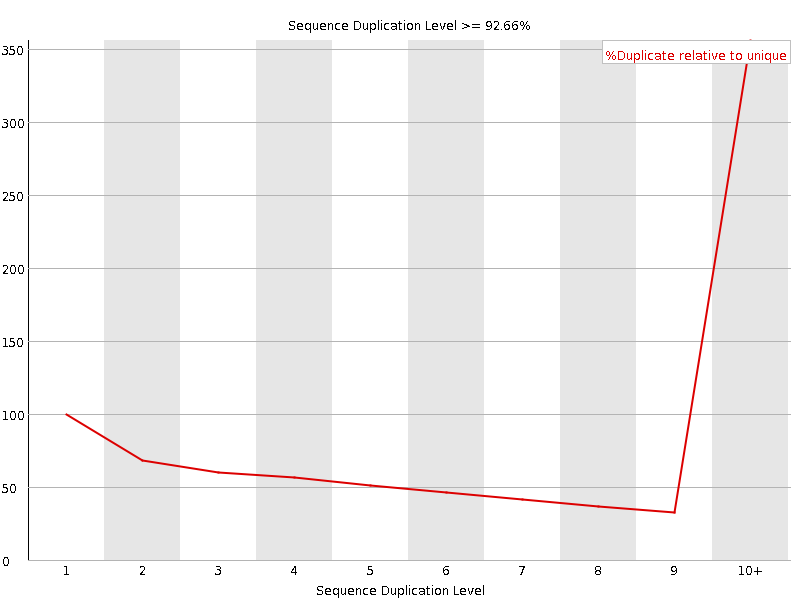 Sequence Duplication Level >= 92.66%
%Duplicate relative to unique
350
300
250
200
150
100
50
0
1 2 3 4 5 6 7 8 9 10+
Sequence Duplication Level